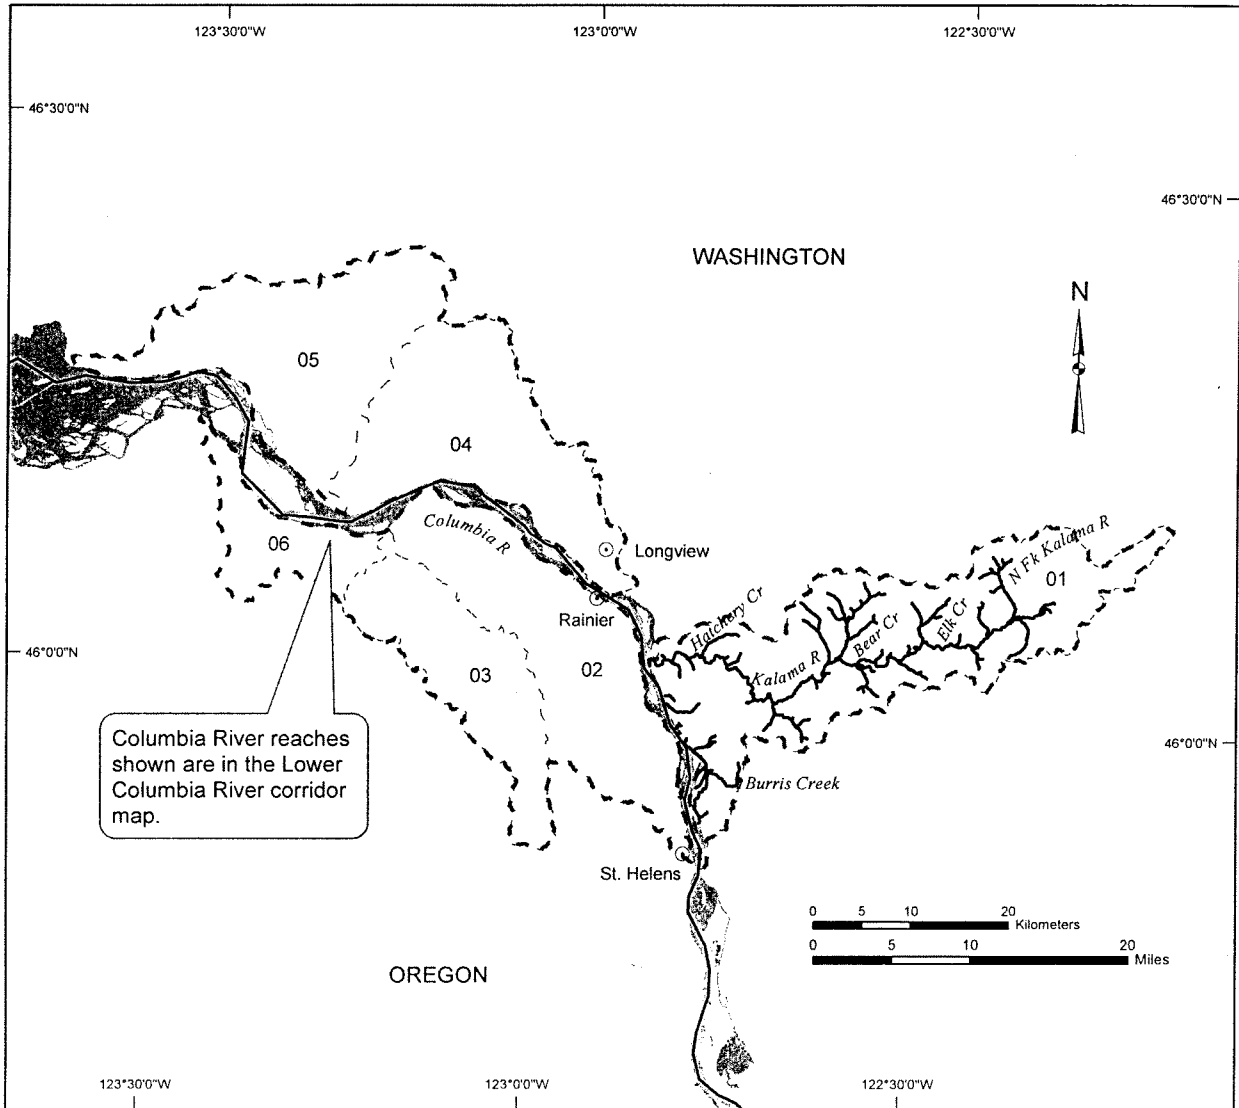 123°30'0"W
123°0'0"W
122°30'0"W
46°30'0"N
46°30'0"N
WASHINGTON
N
05
04
Columbia R
06
Longview
N Fk Kalama R
01
Hatchery Cr
Rainier
Elk Cr
Bear Cr
46°0'0"N
Kalama R
03
02
Columbia River reaches
shown are in the Lower
Columbia River corridor
map.
46°0'0"N
Burris Creek
St. Helens
0 5 10 20
Kilometers
0 5 10 20
Miles
OREGON
123°30'0"W
123°0'0"W
122°30'0"W